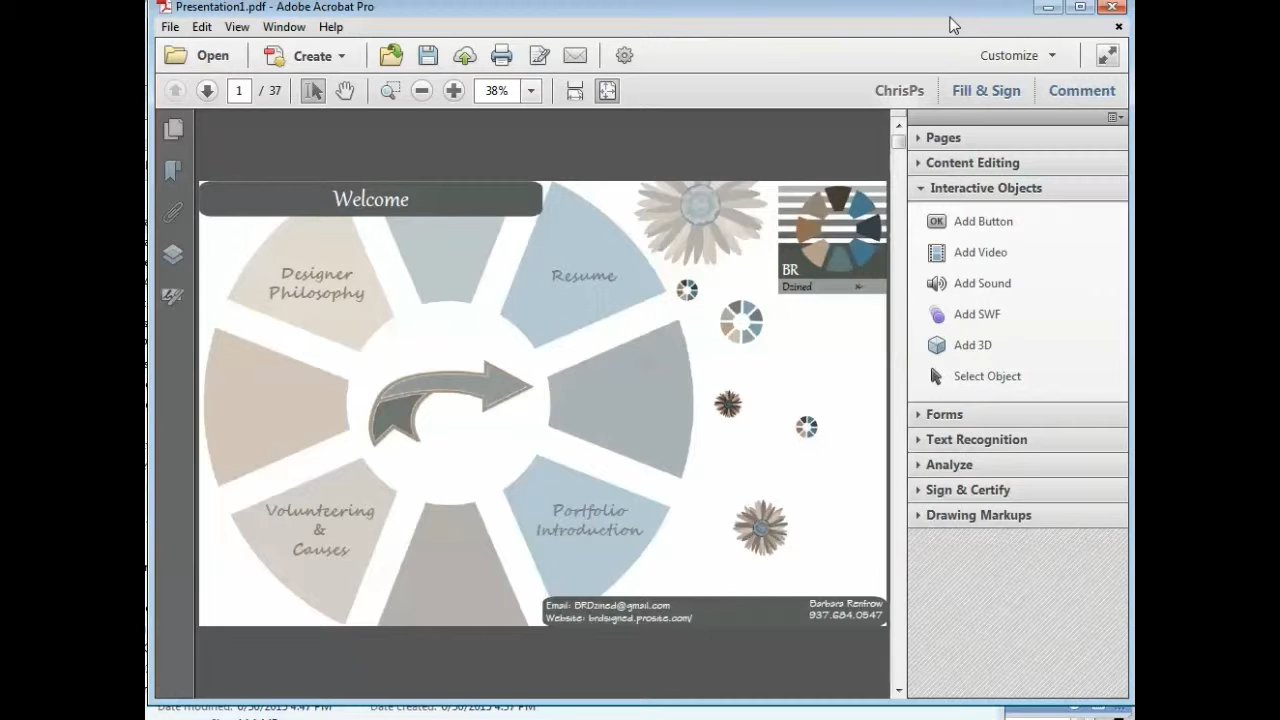 Presentation1.pdf - Adobe Acrobat Pro
File Edit View Window Help
Open Create Customize
1 / 37 38% ChrisPs Fill & Sign Comment
Pages
Content Editing
Interactive Objects
OK Add Button
Add Video
Add Sound
Add SWF
Add 3D
Select Object
Forms
Text Recognition
Analyze
Sign & Certify
Drawing Markups
Welcome
Designer
Philosophy
Resume
BR
Dzined
Volunteering
&
Causes
Portfolio
Introduction
Email: BRDzined@gmail.com
Website: brdsigned.prosite.com/
Barbara Renfrow
937.684.0547